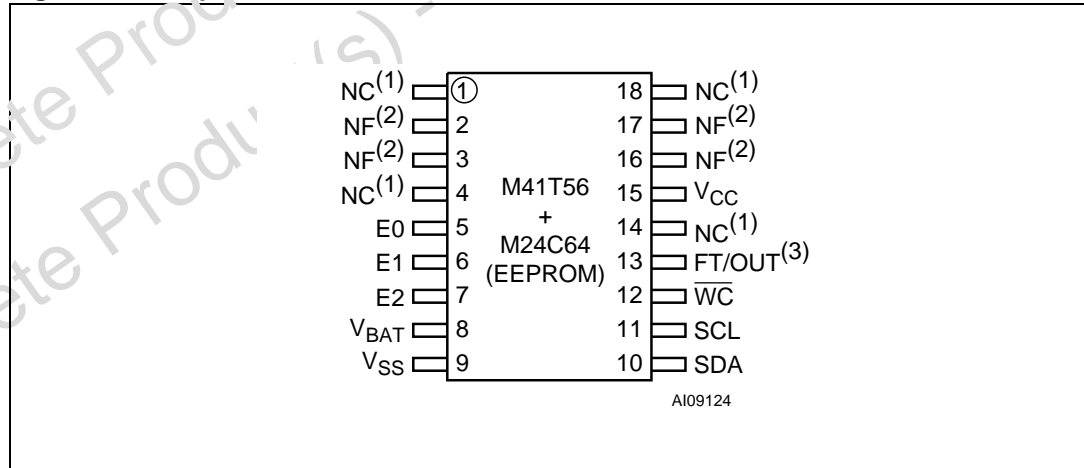 NC(1) 1 18 NC(1)
NF(2) 2 17 NF(2)
NF(2) 3 16 NF(2)
NC(1) 4 M41T56 15 VCC
E0 5 + 14 NC(1)
E1 6 M24C64 13 FT/OUT(3)
E2 7 (EEPROM) 12 WC
VBAT 8 11 SCL
VSS 9 10 SDA
AI09124